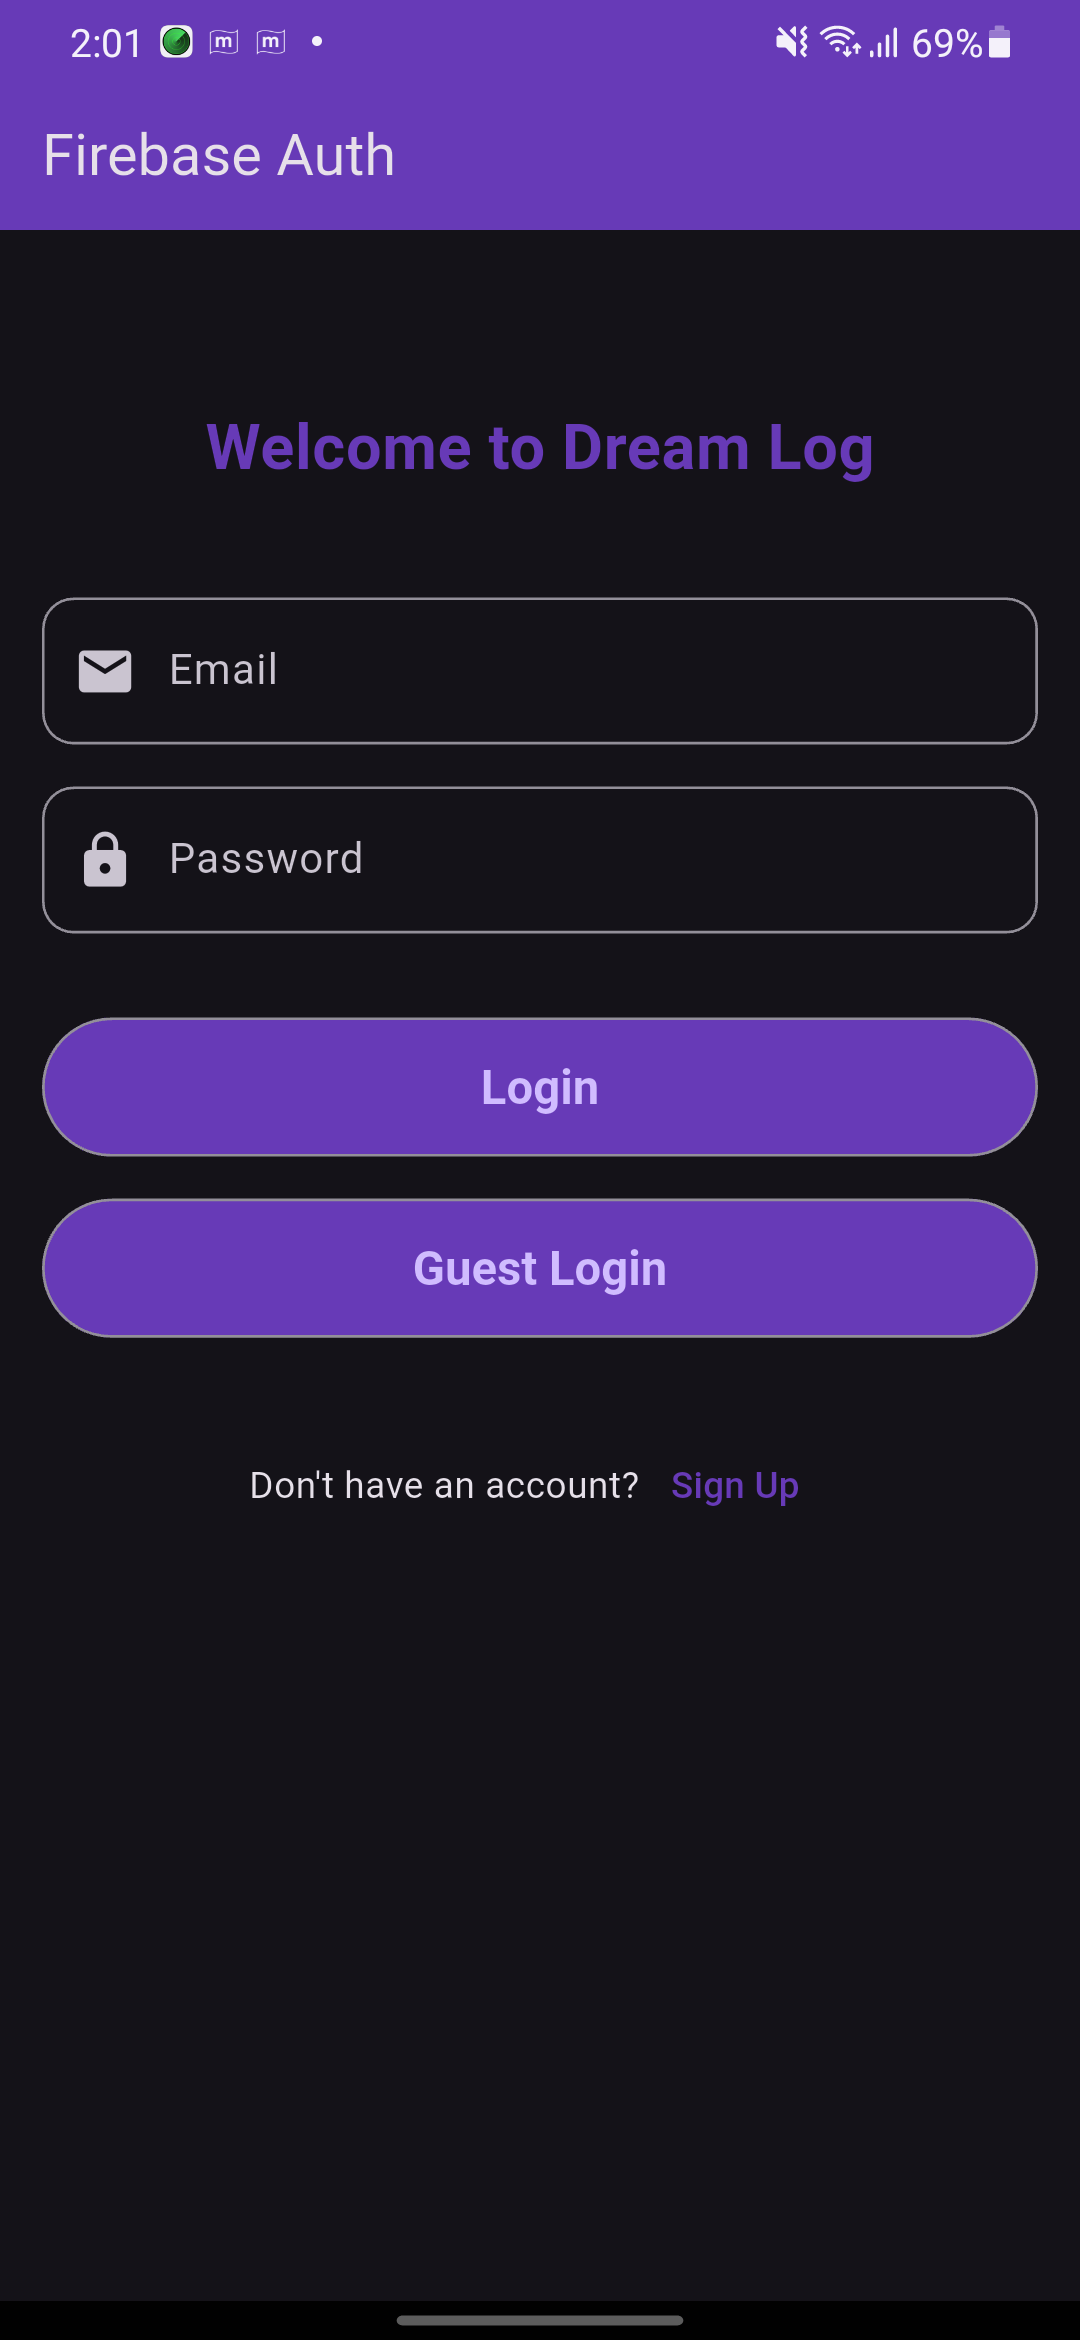 2:01 m m 69%
Firebase Auth
Welcome to Dream Log
Email
Password
Login
Guest Login
Don't have an account? Sign Up